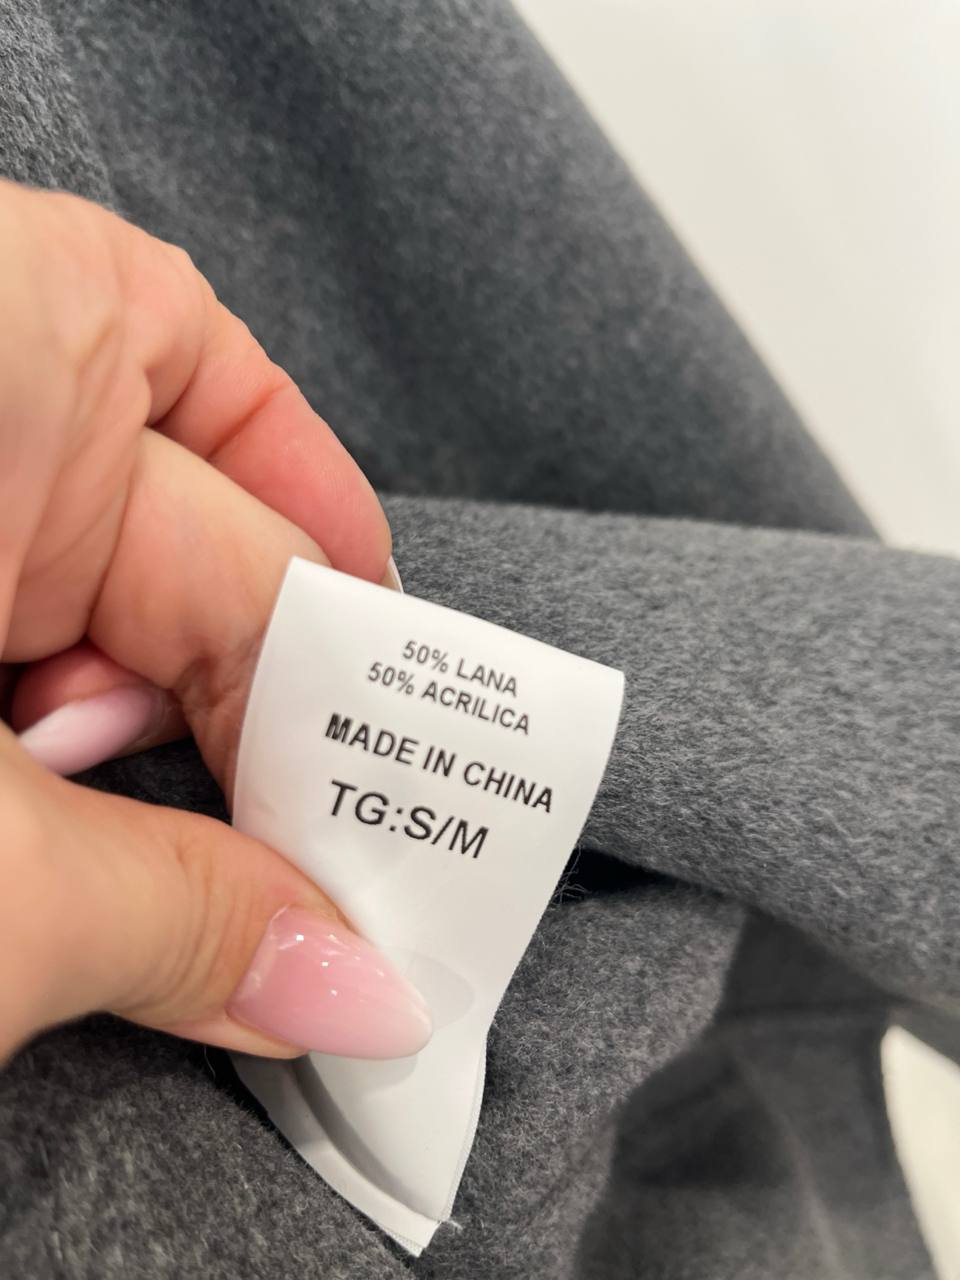 50% LANA
50% ACRILICA
MADE IN CHINA
TG:S/M